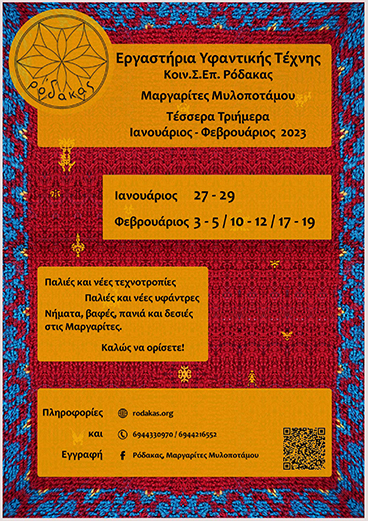 ρόδακας
Εργαστήρια Υφαντικής Τέχνης
Κοιν.Σ.Επ. Ρόδακας
Μαργαρίτες Μυλοποτάμου
Τέσσερα Τριήμερα
Ιανουάριος - Φεβρουάριος 2023
Ιανουάριος 27 - 29
Φεβρουάριος 3 - 5 / 10 - 12 / 17 - 19
Παλιές και νέες τεχνοτροπίες
Παλιές και νέες υφάντρες
Νήματα, βαφές, πανιά και δεσιές
στις Μαργαρίτες.
Καλώς να ορίσετε!
Πληροφορίες rodakas.org
και 6944330970 / 6944216552
Εγγραφή Ρόδακας, Μαργαρίτες Μυλοποτάμου